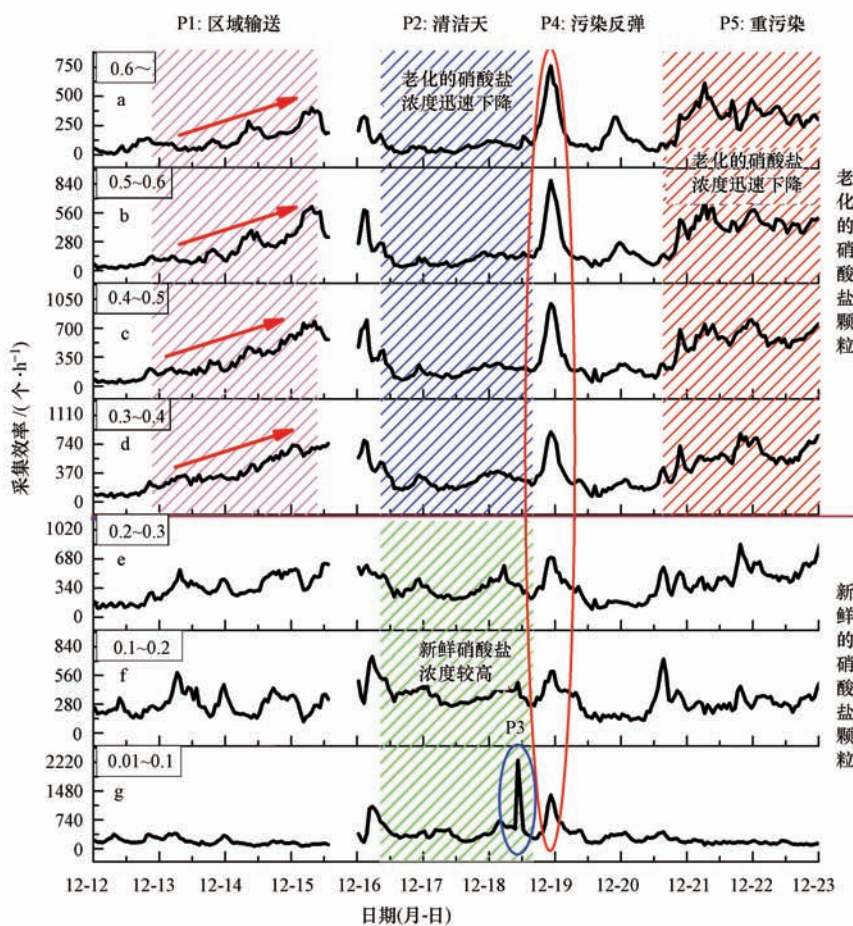 P1: 区域输送 P2: 清洁天 P4: 污染反弹 P5: 重污染
750
500
250
0
0.6～
a
老化的硝酸盐
浓度迅速下降
840
560
280
0
0.5~0.6
b
老化的硝酸盐
浓度迅速下降
1050
700
350
0
0.4~0.5
c
1110
740
370
0
0.3~0.4
d
老化的硝酸盐颗粒
1020
680
340
0
0.2~0.3
e
840
560
280
0
0.1~0.2
f
新鲜硝酸盐
浓度较高
P3
2220
1480
740
0
0.01~0.1
g
新鲜的硝酸盐颗粒
采集效率/(个·h⁻¹)
12-12 12-13 12-14 12-15 12-16 12-17 12-18 12-19 12-20 12-21 12-22 12-23
日期(月-日)